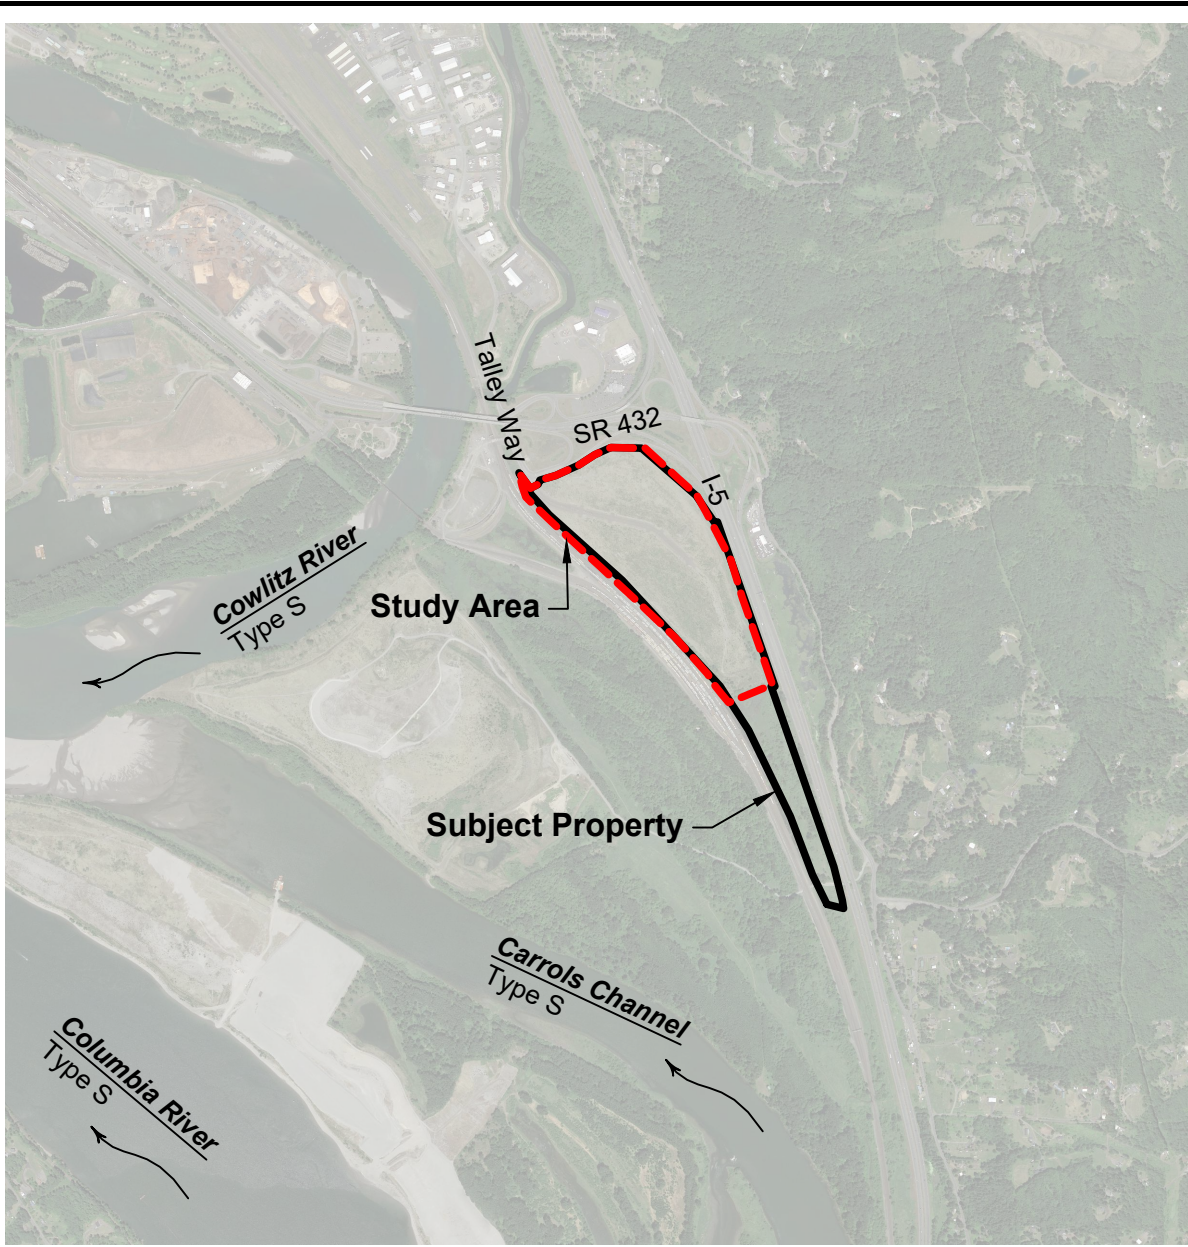 Talley Way
SR 432
I-5
Cowlitz River
Type S
Study Area
Subject Property
Carrols Channel
Type S
Columbia River
Type S